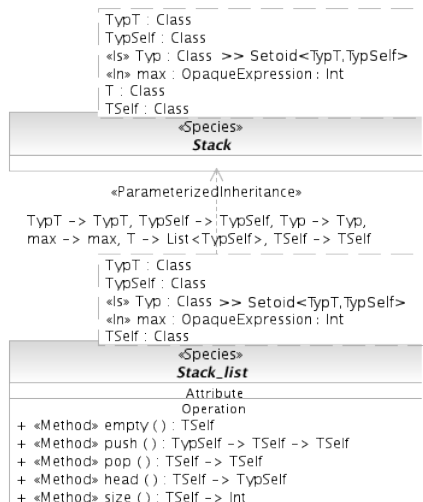 TypT : Class
TypSelf : Class
«Is» Typ : Class >> Setoid<TypT,TypSelf>
«In» max : OpaqueExpression : Int
T : Class
TSelf : Class
«Species»
Stack
«ParameterizedInheritance»
TypT -> TypT, TypSelf -> TypSelf, Typ -> Typ,
max -> max, T -> List<TypSelf>, TSelf -> TSelf
TypT : Class
TypSelf : Class
«Is» Typ : Class >> Setoid<TypT,TypSelf>
«In» max : OpaqueExpression : Int
TSelf : Class
«Species»
Stack_list
Attribute
Operation
+ «Method» empty () : TSelf
+ «Method» push () : TypSelf -> TSelf -> TSelf
+ «Method» pop () : TSelf -> TSelf
+ «Method» head () : TSelf -> TypSelf
+ «Method» size () : TSelf -> Int